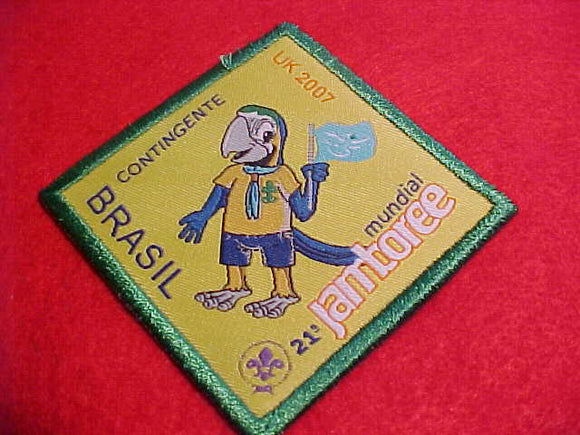 UK 2007
CONTINGENTE
BRASIL
21º
mundial
jamboree